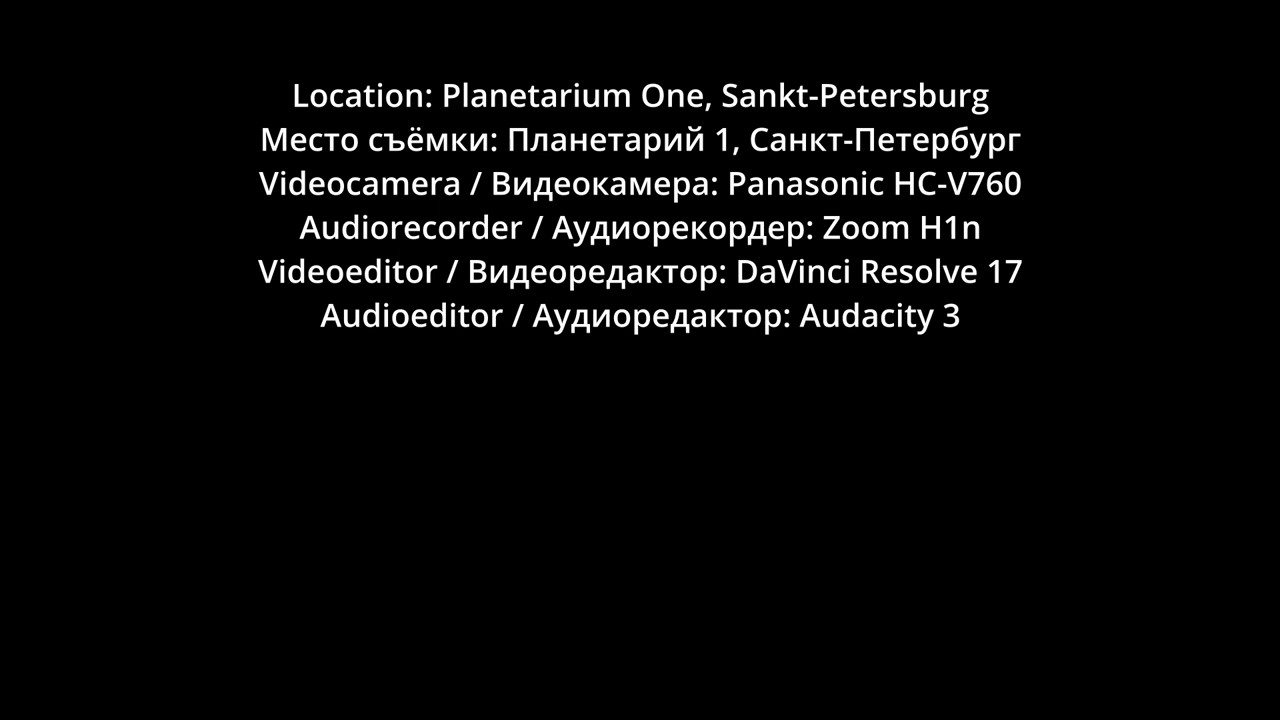 Location: Planetarium One, Sankt-Petersburg
Место съёмки: Планетарий 1, Санкт-Петербург
Videocamera / Видеокамера: Panasonic HC-V760
Audiorecorder / Аудиорекордер: Zoom H1n
Videoeditor / Видеоредактор: DaVinci Resolve 17
Audioeditor / Аудиоредактор: Audacity 3